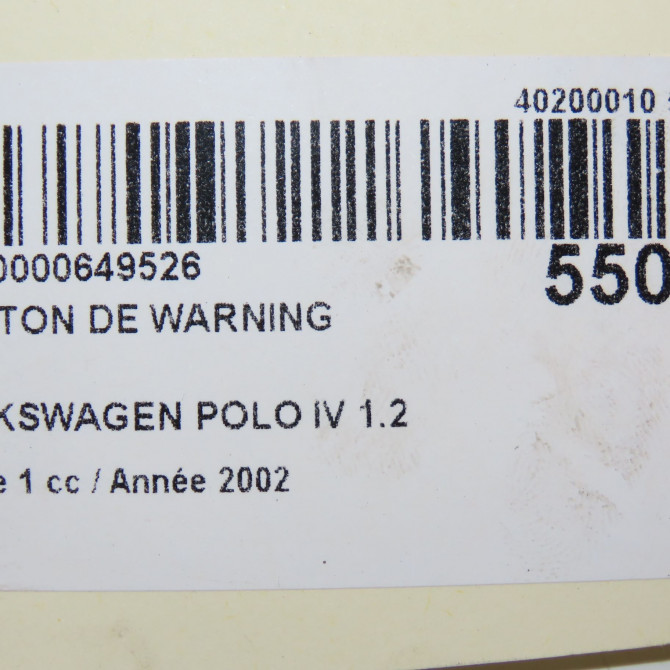 40200010
0000649526
550
TON DE WARNING
KSWAGEN POLO IV 1.2
e 1 cc / Année 2002